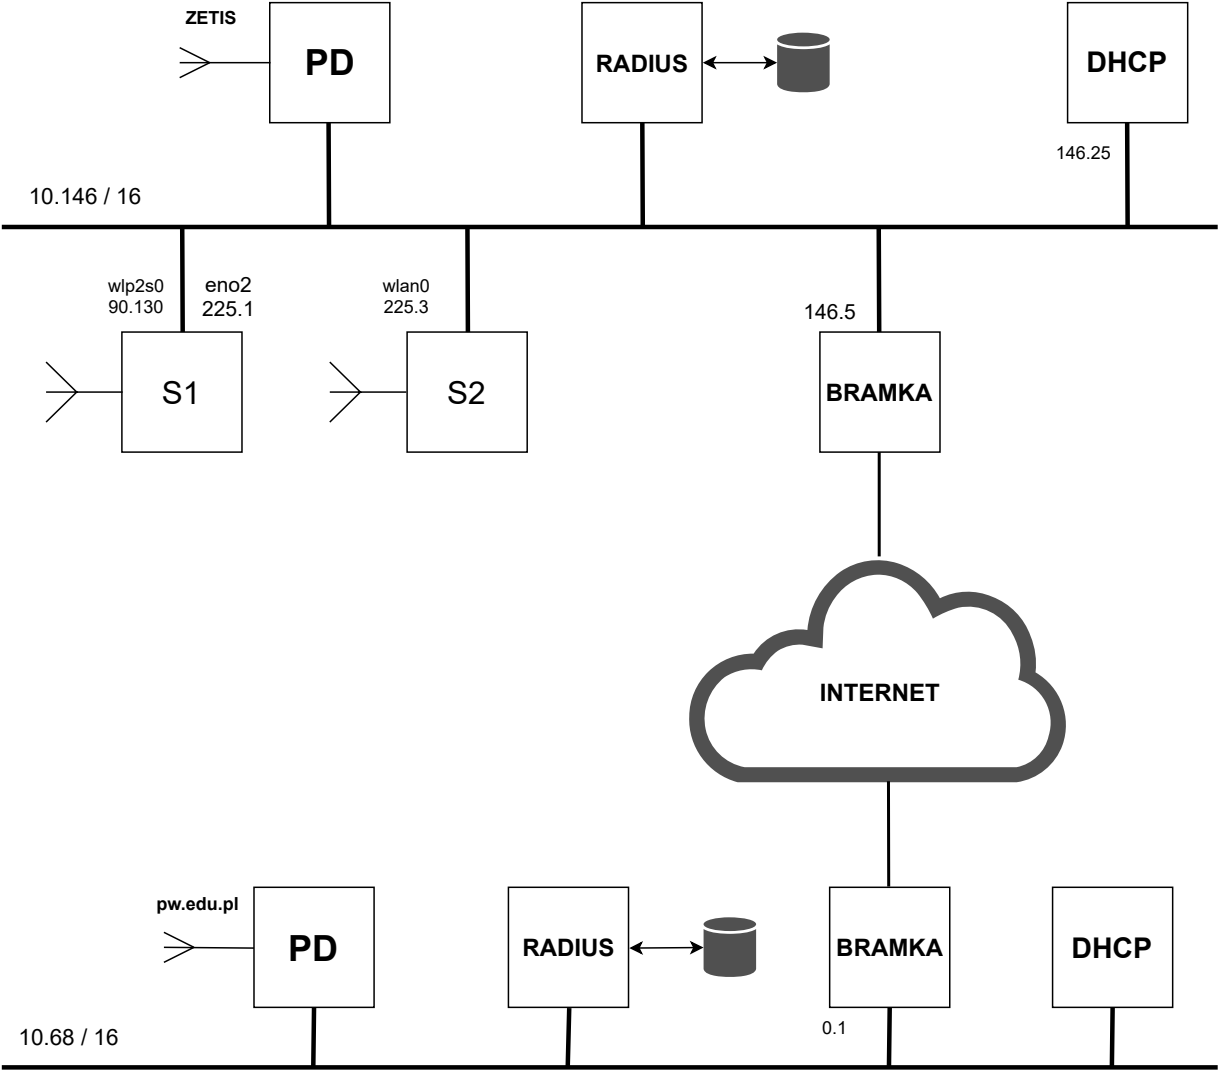 ZETIS
PD
RADIUS
DHCP
146.25
10.146 / 16
wlp2s0
90.130
eno2
225.1
wlan0
225.3
146.5
S1
S2
BRAMKA
INTERNET
pw.edu.pl
PD
RADIUS
BRAMKA
DHCP
0.1
10.68 / 16